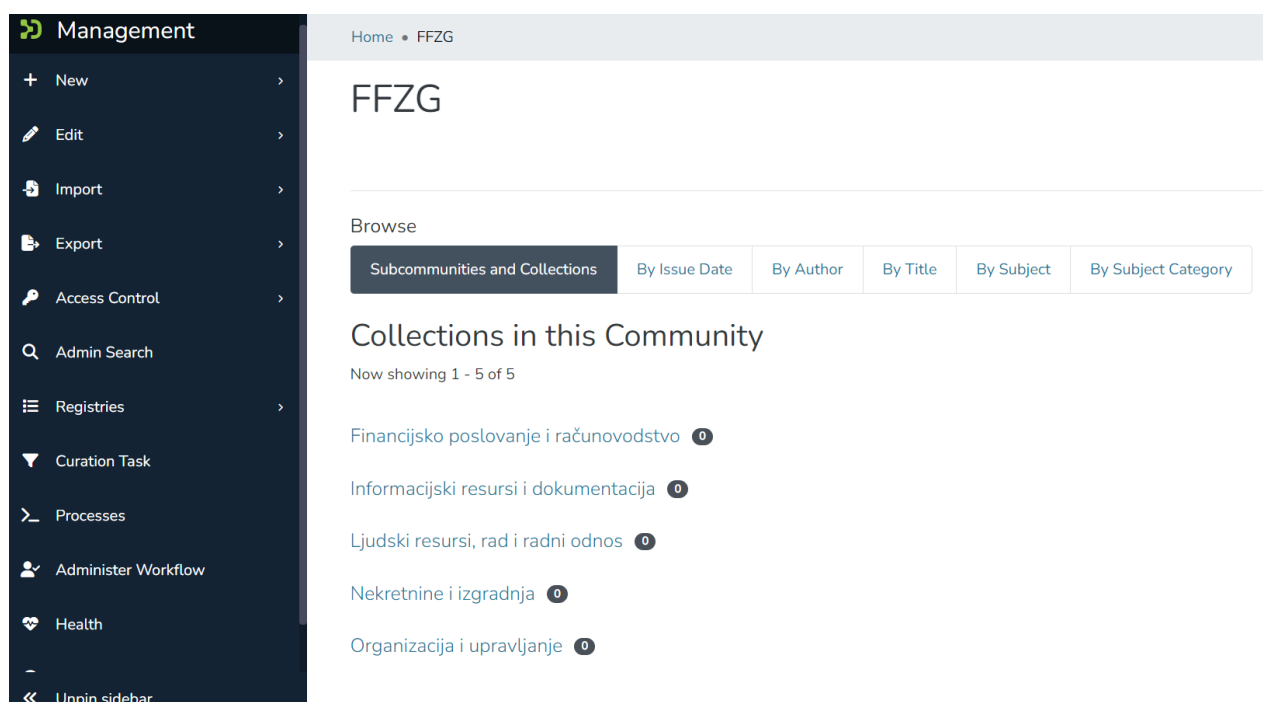 Management
New
Edit
Import
Export
Access Control
Admin Search
Registries
Curation Task
Processes
Administer Workflow
Health
Unpin sidebar
Home • FFZG
FFZG
Browse
Subcommunities and Collections By Issue Date By Author By Title By Subject By Subject Category
Collections in this Community
Now showing 1 - 5 of 5
Financijsko poslovanje i računovodstvo 0
Informacijski resursi i dokumentacija 0
Ljudski resursi, rad i radni odnos 0
Nekretnine i izgradnja 0
Organizacija i upravljanje 0